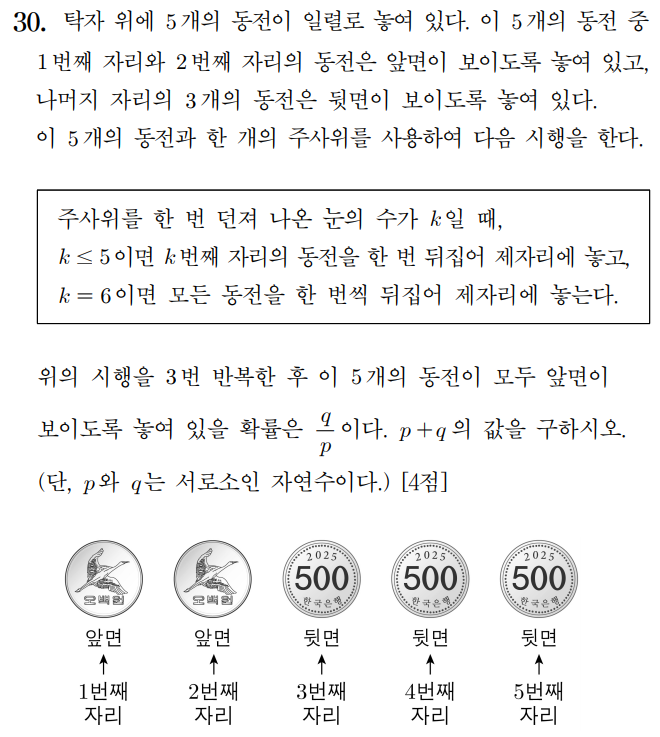 30. 탁자 위에 5개의 동전이 일렬로 놓여 있다. 이 5개의 동전 중
1번째 자리와 2번째 자리의 동전은 앞면이 보이도록 놓여 있고,
나머지 자리의 3개의 동전은 뒷면이 보이도록 놓여 있다.
이 5개의 동전과 한 개의 주사위를 사용하여 다음 시행을 한다.
주사위를 한 번 던져 나온 눈의 수가 k일 때,
k ≤ 5이면 k번째 자리의 동전을 한 번 뒤집어 제자리에 놓고,
k = 6이면 모든 동전을 한 번씩 뒤집어 제자리에 놓는다.
위의 시행을 3번 반복한 후 이 5개의 동전이 모두 앞면이
보이도록 놓여 있을 확률은 q/p이다. p+q의 값을 구하시오.
(단, p와 q는 서로소인 자연수이다.) [4점]
오백원 오백원 2025 2025 2025
500 500 500
한국은행 한국은행 한국은행
앞면 앞면 뒷면 뒷면 뒷면
1번째 2번째 3번째 4번째 5번째
자리 자리 자리 자리 자리